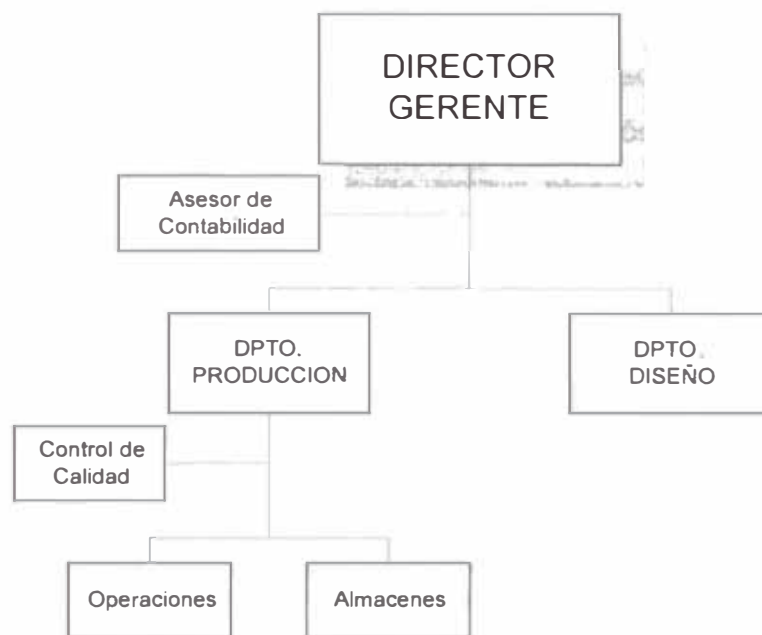 DIRECTOR
GERENTE
Asesor de
Contabilidad
DPTO.
PRODUCCION
DPTO.
DISEÑO
Control de
Calidad
Operaciones
Almacenes